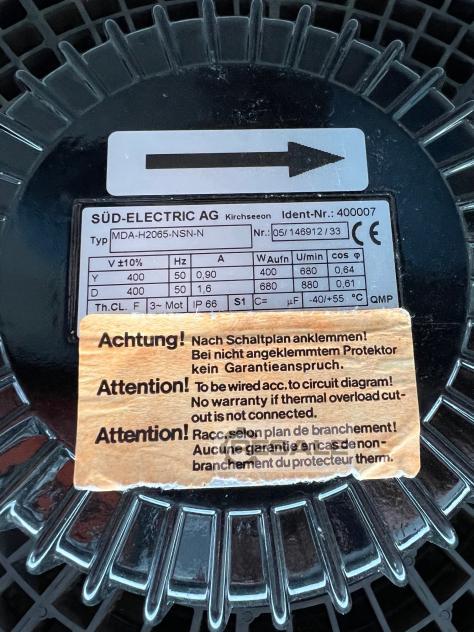 SÜD-ELECTRIC AG Kirchseeon Ident-Nr.: 400007
Typ MDA-H2065-NSN-N Nr.: 05/146912/33 CE
V ±10% Hz A W Aufn U/min cos φ
Y 400 50 0,90 400 680 0,64
D 400 50 1,6 680 880 0,61
Th.CL. F 3~ Mot IP 66 S1 C= µF -40/+55 °C QMP
Achtung! Nach Schaltplan anklemmen!
Bei nicht angeklemmtem Protektor
kein Garantieanspruch.
Attention! To be wired acc. to circuit diagram!
No warranty if thermal overload cut-
out is not connected.
Attention! Racc. selon plan de branchement!
Aucune garantie en cas de non-
branchement du protecteur therm.